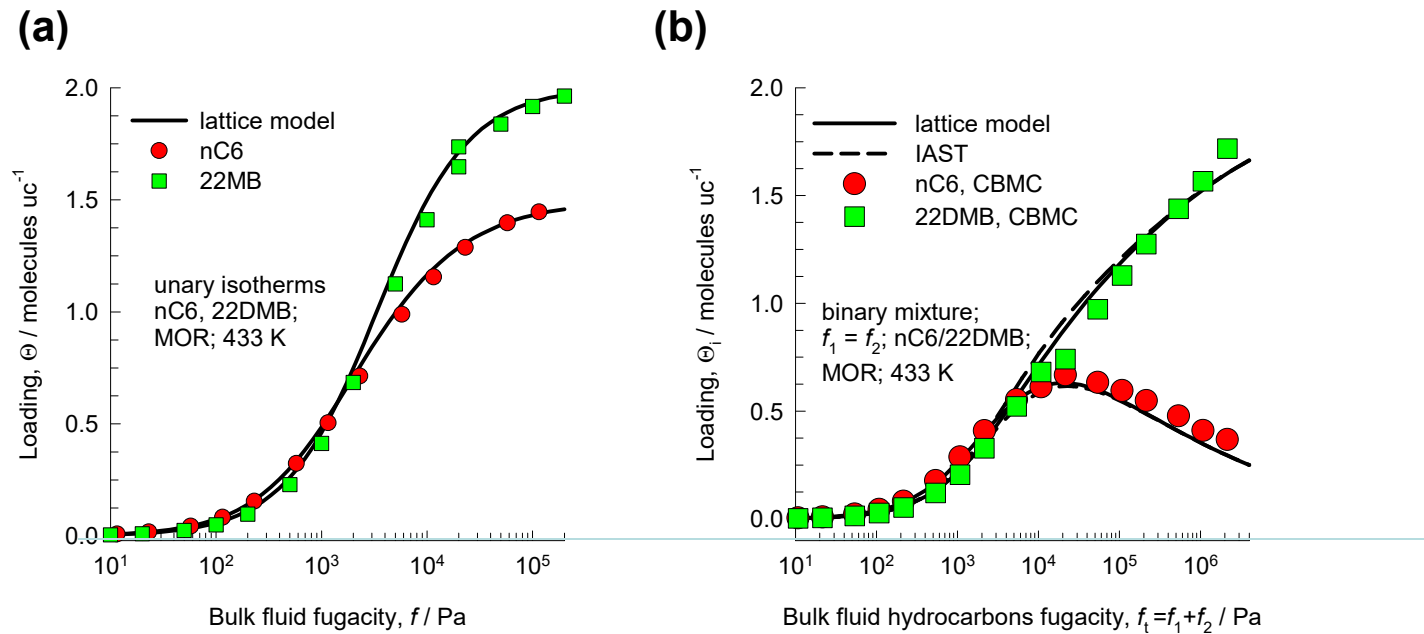 (a)
2.0
1.5
1.0
0.5
0.0
Loading, Θ / molecules uc⁻¹
lattice model
nC6
22MB
unary isotherms
nC6, 22DMB;
MOR; 433 K
10¹ 10² 10³ 10⁴ 10⁵
Bulk fluid fugacity, f / Pa
(b)
2.0
1.5
1.0
0.5
0.0
Loading, Θᵢ / molecules uc⁻¹
lattice model
IAST
nC6, CBMC
22DMB, CBMC
binary mixture;
f₁ = f₂; nC6/22DMB;
MOR; 433 K
10¹ 10² 10³ 10⁴ 10⁵ 10⁶
Bulk fluid hydrocarbons fugacity, fₜ=f₁+f₂ / Pa